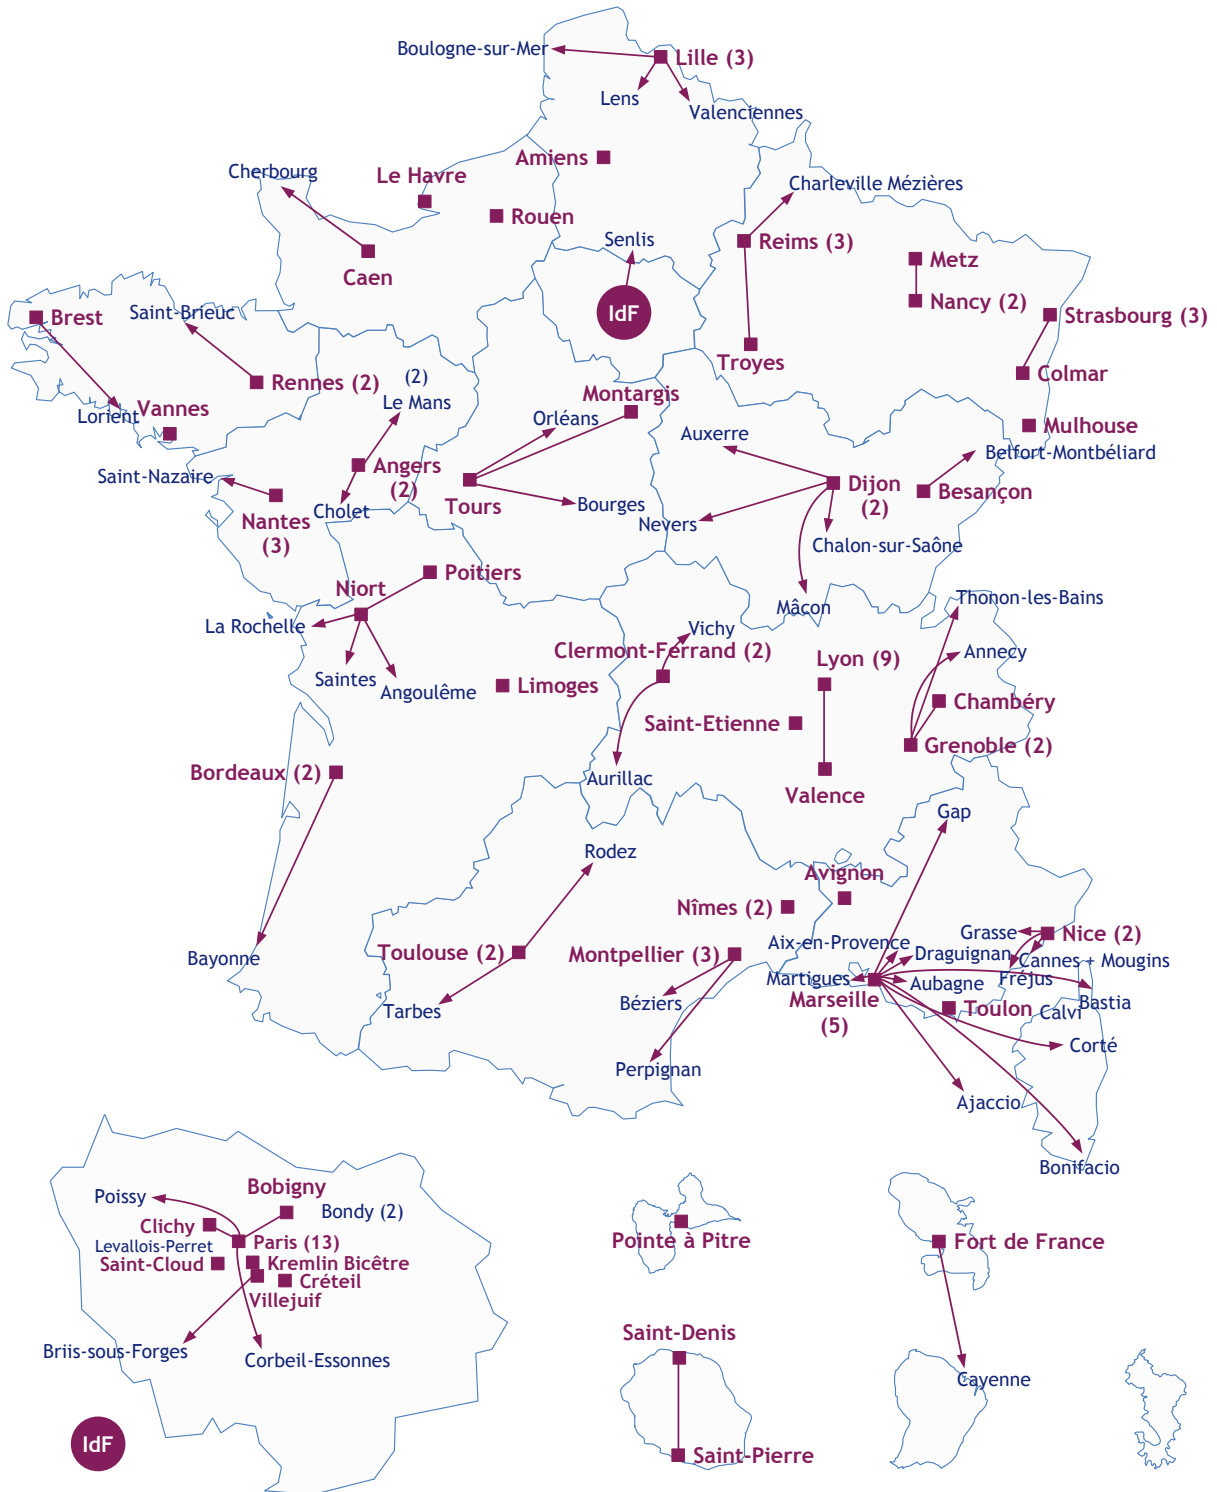 Boulogne-sur-Mer
Lille (3)
Lens
Valenciennes
Amiens
Cherbourg
Le Havre
Charleville Mézières
Rouen
Senlis
Reims (3)
Caen
Metz
IdF
Nancy (2)
Brest
Saint-Brieuc
Strasbourg (3)
Troyes
Rennes (2)
(2)
Le Mans
Colmar
Montargis
Lorient
Vannes
Orléans
Auxerre
Mulhouse
Belfort-Montbéliard
Saint-Nazaire
Angers
(2)
Dijon
(2)
Besançon
Cholet
Tours
Bourges
Nevers
Nantes
(3)
Chalon-sur-Saône
Poitiers
Niort
Mâcon
Thonon-les-Bains
La Rochelle
Vichy
Clermont-Ferrand (2)
Annecy
Lyon (9)
Saintes
Angoulême
Limoges
Chambéry
Saint-Etienne
Grenoble (2)
Bordeaux (2)
Aurillac
Valence
Gap
Rodez
Avignon
Nîmes (2)
Grasse
Nice (2)
Aix-en-Provence
Draguignan
Toulouse (2)
Montpellier (3)
Cannes + Mougins
Bayonne
Martigues
Aubagne
Fréjus
Béziers
Marseille
(5)
Bastia
Tarbes
Toulon
Calvi
Corté
Perpignan
Ajaccio
Bonifacio
Poissy
Bobigny
Bondy (2)
Clichy
Paris (13)
Levallois-Perret
Saint-Cloud
Kremlin Bicêtre
Créteil
Villejuif
Briis-sous-Forges
Corbeil-Essonnes
IdF
Pointe à Pitre
Fort de France
Saint-Denis
Cayenne
Saint-Pierre